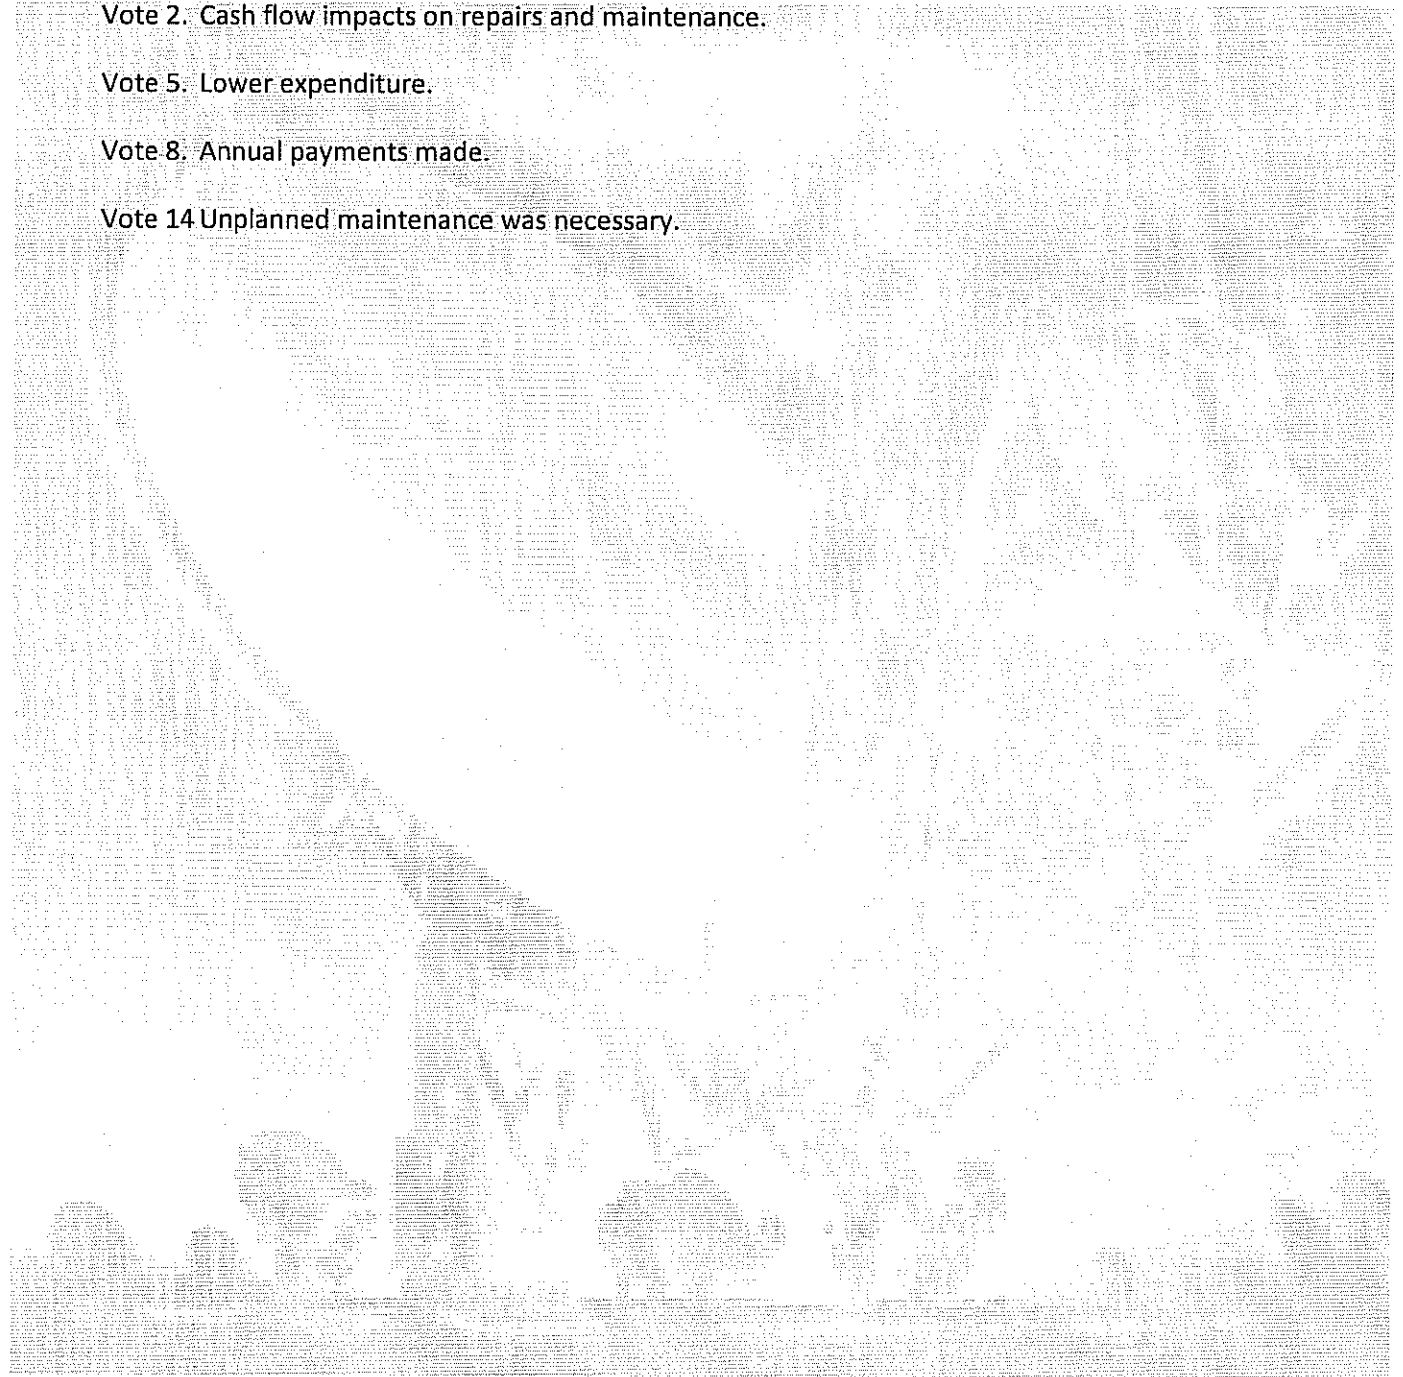 Vote 2. Cash flow impacts on repairs and maintenance.
Vote 5. Lower expenditure.
Vote 8. Annual payments made.
Vote 14 Unplanned maintenance was necessary.